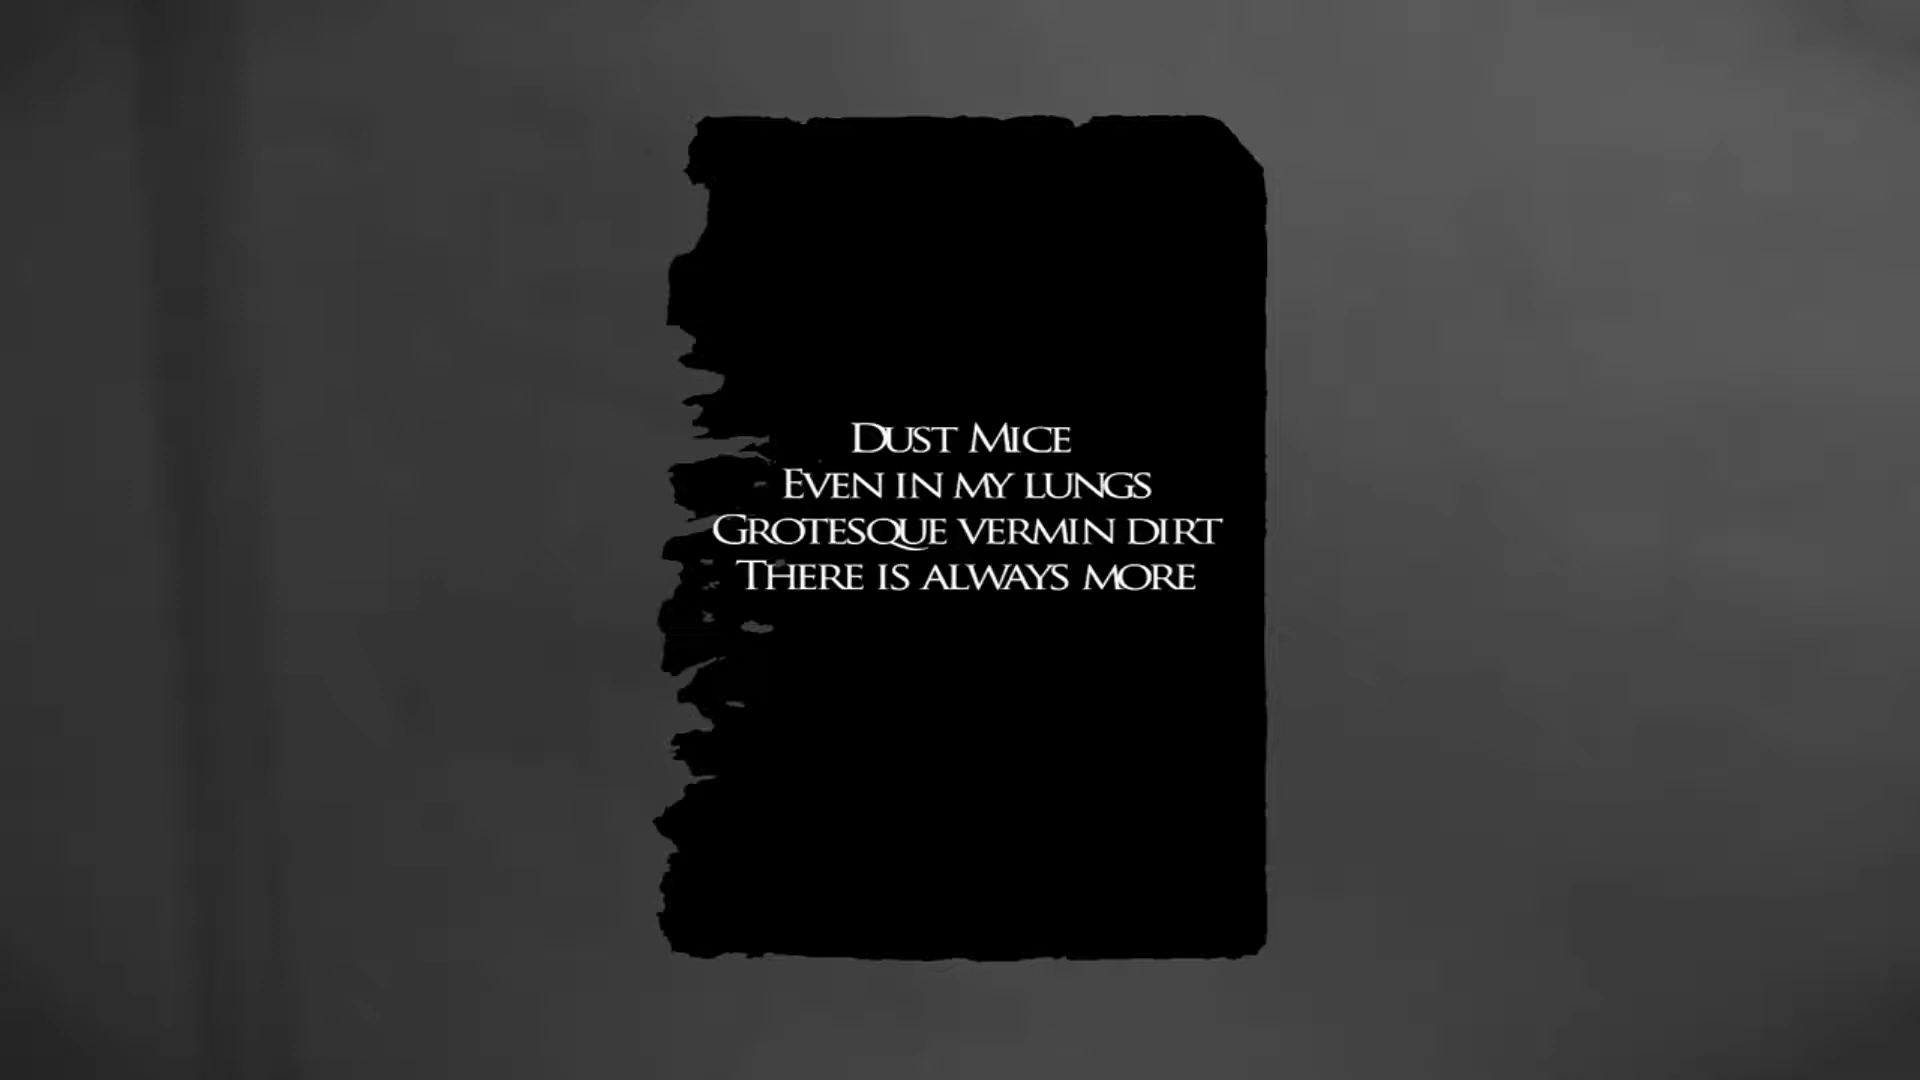 Dust Mice
Even in my lungs
Grotesque vermin dirt
There is always more